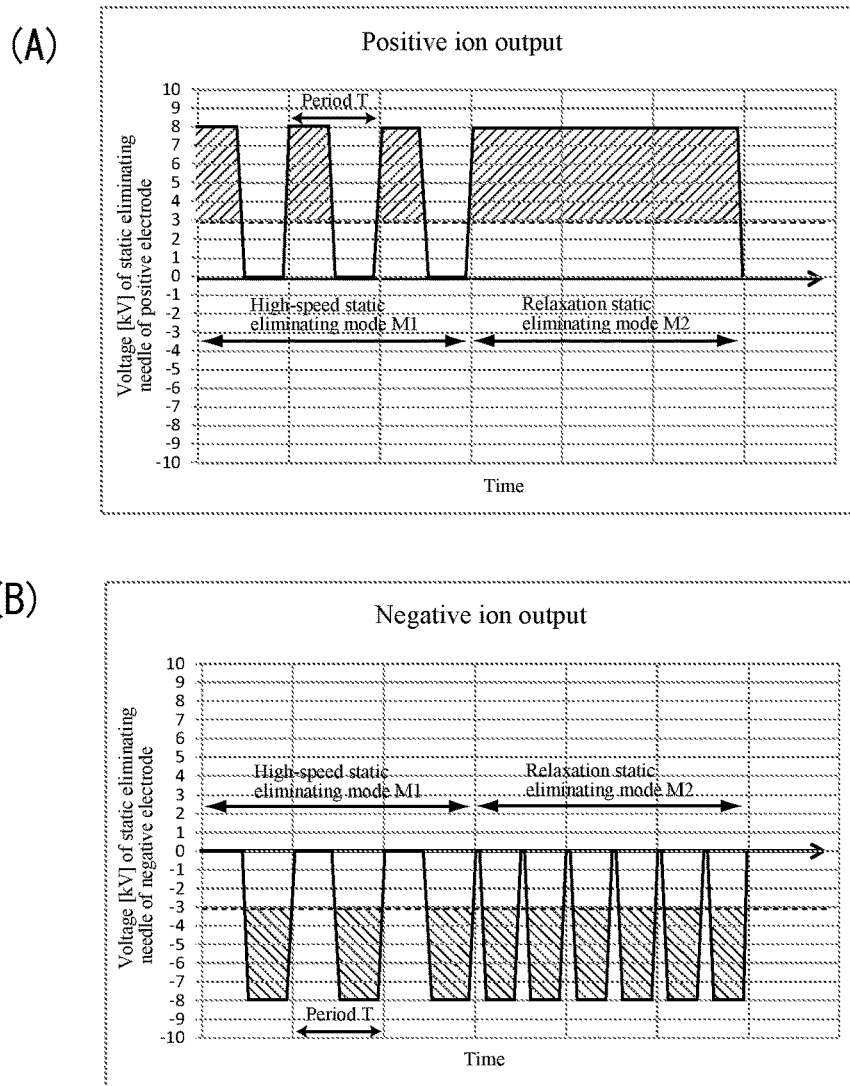 (A)
Positive ion output
Voltage [kV] of static eliminating
needle of positive electrode
10
9
8
7
6
5
4
3
2
1
0
-1
-2
-3
-4
-5
-6
-7
-8
-9
-10
Period T
High-speed static
eliminating mode M1
Relaxation static
eliminating mode M2
Time
(B)
Negative ion output
Voltage [kV] of static eliminating
needle of negative electrode
10
9
8
7
6
5
4
3
2
1
0
-1
-2
-3
-4
-5
-6
-7
-8
-9
-10
High-speed static
eliminating mode M1
Relaxation static
eliminating mode M2
Period T
Time